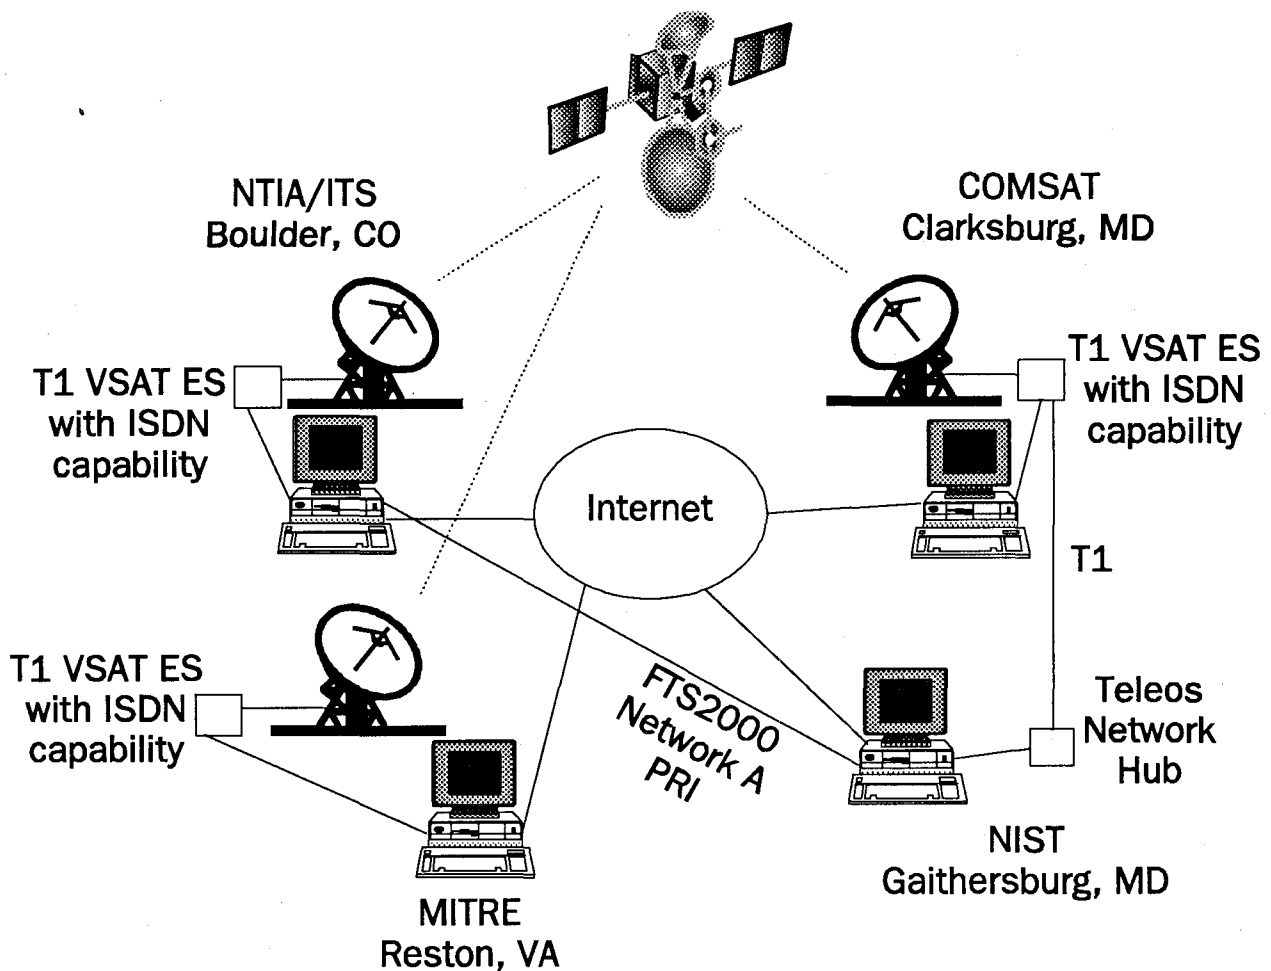 NTIA/ITS
Boulder, CO
COMSAT
Clarksburg, MD
T1 VSAT ES
with ISDN
capability
T1 VSAT ES
with ISDN
capability
Internet
T1
T1 VSAT ES
with ISDN
capability
FTS2000
Network A
PRI
Teleos
Network
Hub
NIST
Gaithersburg, MD
MITRE
Reston, VA